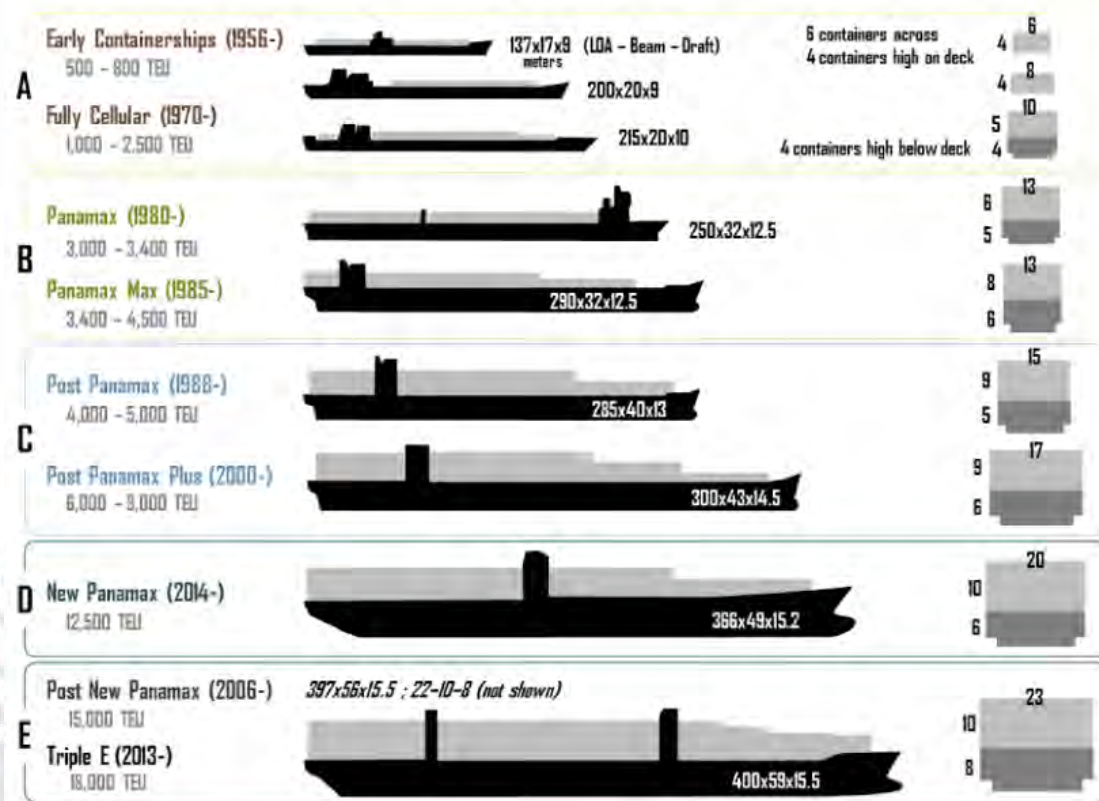 A
Early Containerships (1956-)
500 – 800 TEU
137x17x9 (LOA – Beam – Draft)
meters
6 containers across
4 containers high on deck
6
4
200x20x9
8
4
Fully Cellular (1970-)
1,000 – 2,500 TEU
215x20x10
4 containers high below deck
10
5
4
B
Panamax (1980-)
3,000 – 3,400 TEU
250x32x12.5
13
6
5
Panamax Max (1985-)
3,400 – 4,500 TEU
290x32x12.5
13
8
6
C
Post Panamax (1988-)
4,000 – 5,000 TEU
285x40x13
15
9
5
Post Panamax Plus (2000-)
6,000 – 8,000 TEU
300x43x14.5
17
9
6
D
New Panamax (2014-)
12,500 TEU
366x49x15.2
20
10
6
E
Post New Panamax (2006-)
15,000 TEU
397x56x15.5 ; 22–10–8 (not shown)
Triple E (2013-)
18,000 TEU
400x59x15.5
23
10
8